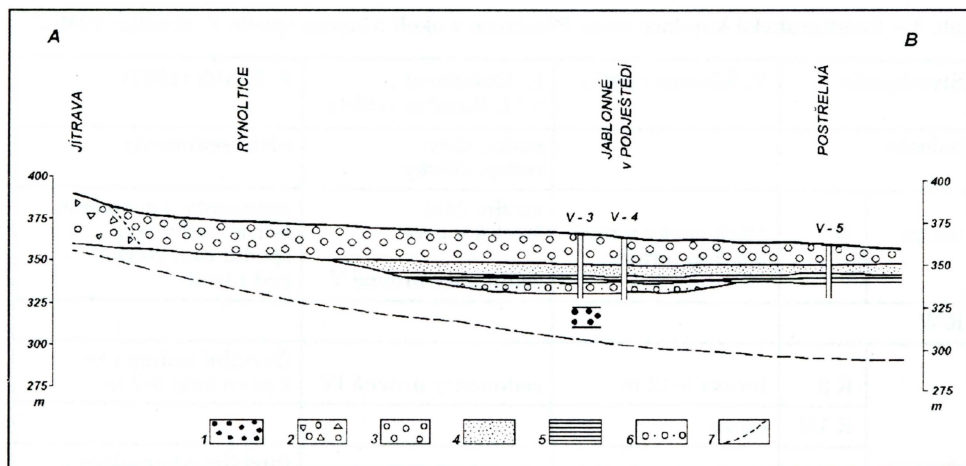 A
B
JÍTRAVA
RYNOLTICE
JABLONNÉ
v PODJEŠTĚDÍ
POSTŘELNÁ
400
375
350
325
300
275
m
V - 3
V - 4
V - 5
400
375
350
325
300
275
m
1
2
3
4
5
6
7